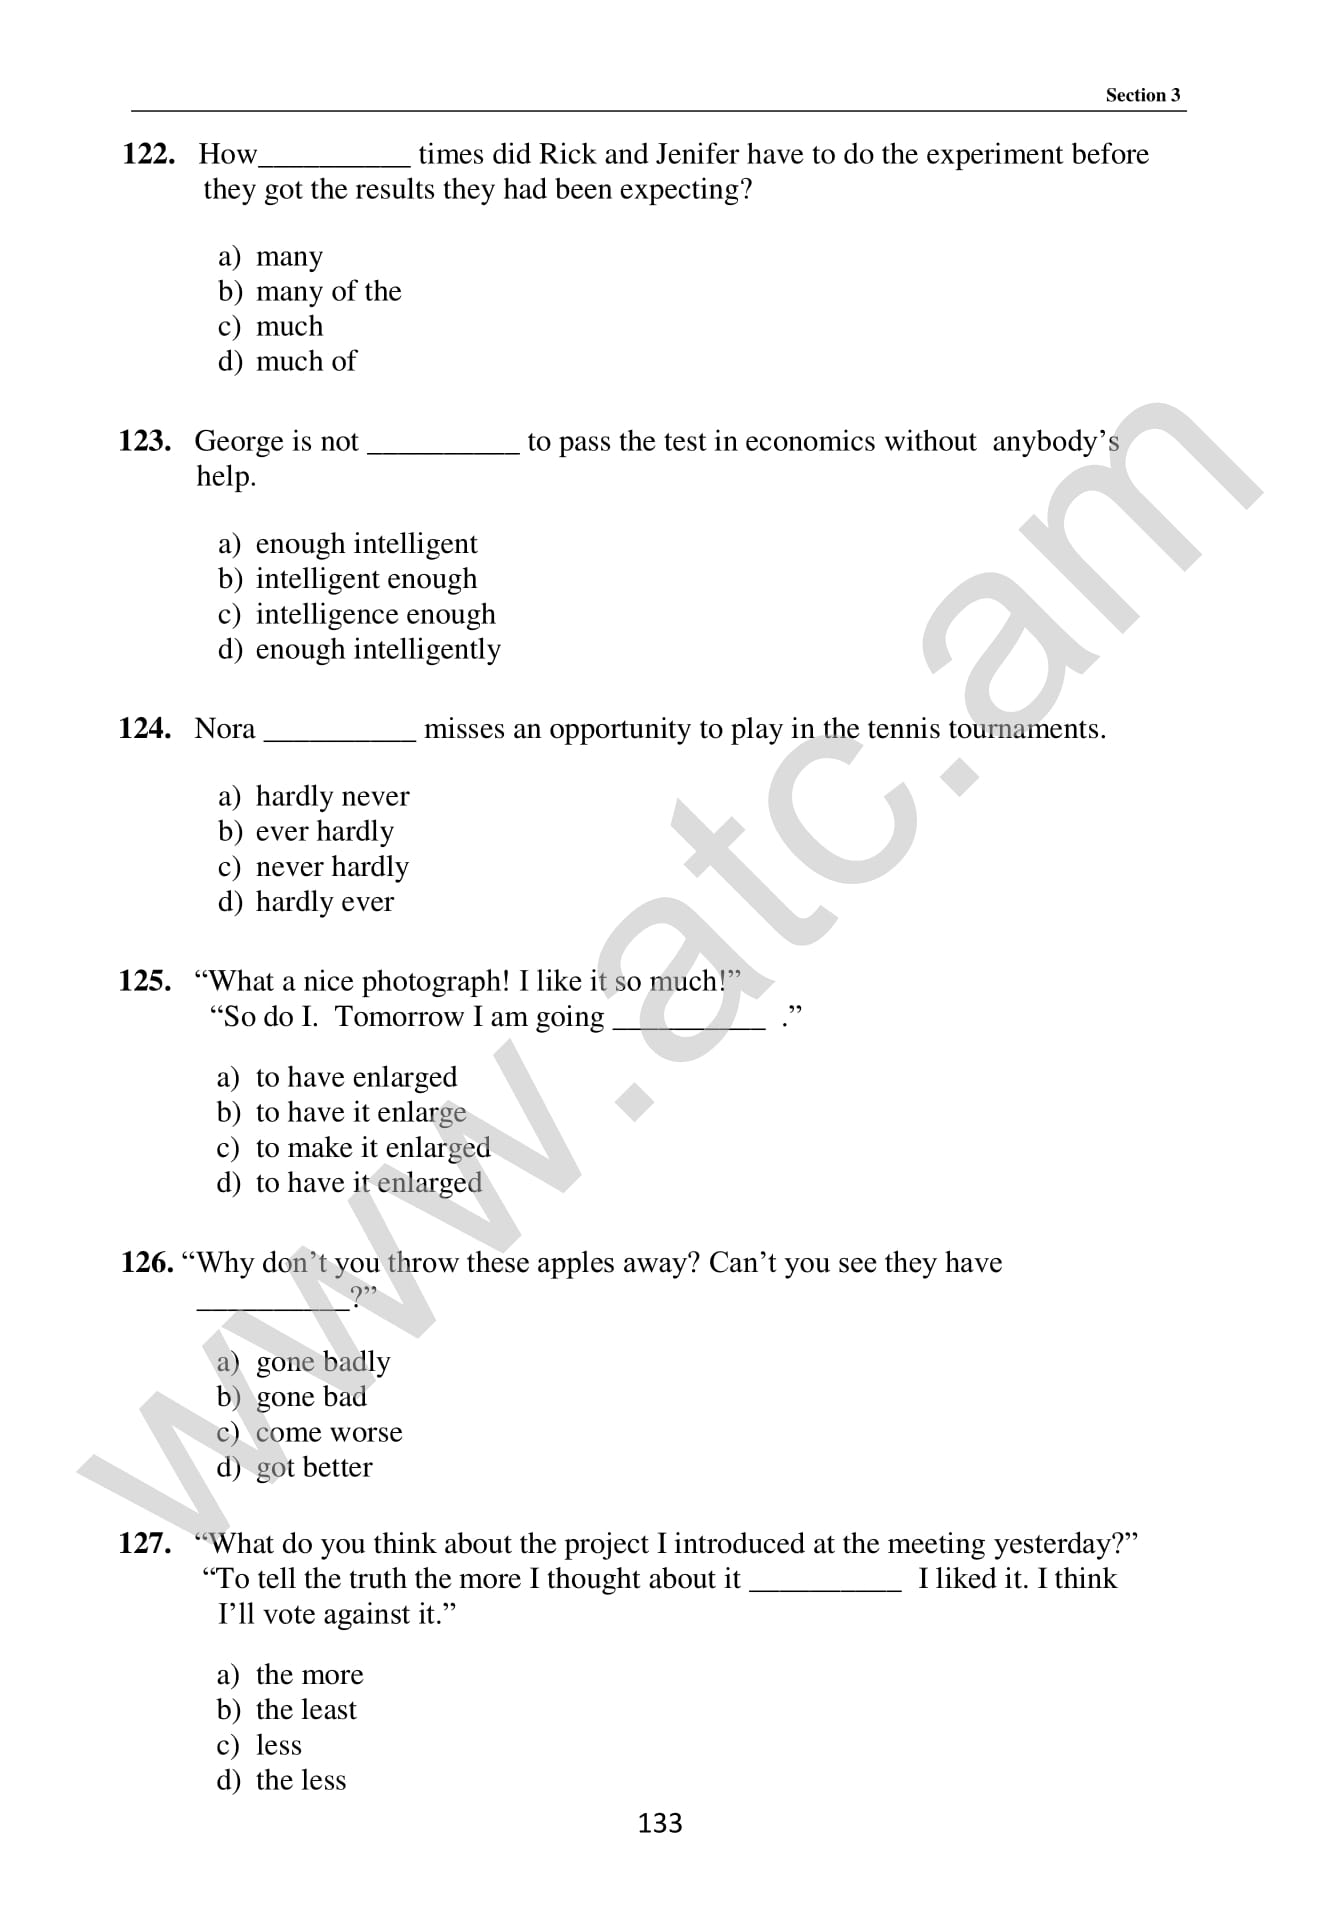 Section 3
122. How__________ times did Rick and Jenifer have to do the experiment before
they got the results they had been expecting?
a) many
b) many of the
c) much
d) much of
123. George is not __________ to pass the test in economics without anybody’s
help.
a) enough intelligent
b) intelligent enough
c) intelligence enough
d) enough intelligently
124. Nora __________ misses an opportunity to play in the tennis tournaments.
a) hardly never
b) ever hardly
c) never hardly
d) hardly ever
125. “What a nice photograph! I like it so much!”
“So do I. Tomorrow I am going __________ .”
a) to have enlarged
b) to have it enlarge
c) to make it enlarged
d) to have it enlarged
126. “Why don’t you throw these apples away? Can’t you see they have
__________?”
a) gone badly
b) gone bad
c) come worse
d) got better
127. “What do you think about the project I introduced at the meeting yesterday?”
“To tell the truth the more I thought about it __________ I liked it. I think
I’ll vote against it.”
a) the more
b) the least
c) less
d) the less
133
www.atc.am